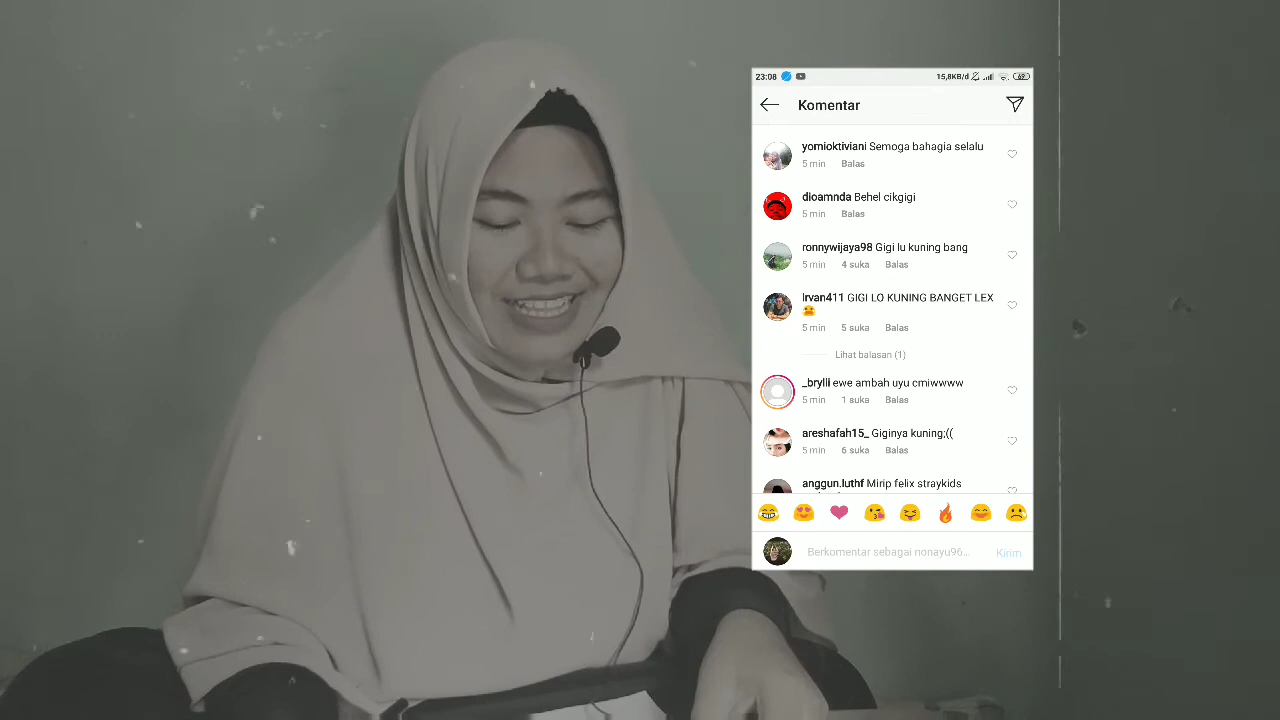 23:08 15,8KB/d 62
Komentar
yomioktiviani Semoga bahagia selalu
5 min Balas
dioamnda Behel cikgigi
5 min Balas
ronnywijaya98 Gigi lu kuning bang
5 min 4 suka Balas
irvan411 GIGI LO KUNING BANGET LEX
5 min 5 suka Balas
Lihat balasan (1)
_brylli ewe ambah uyu cmiwwww
5 min 1 suka Balas
areshafah15_ Giginya kuning:((
5 min 6 suka Balas
anggun.luthf Mirip felix straykids
Berkomentar sebagai nonayu96...
Kirim